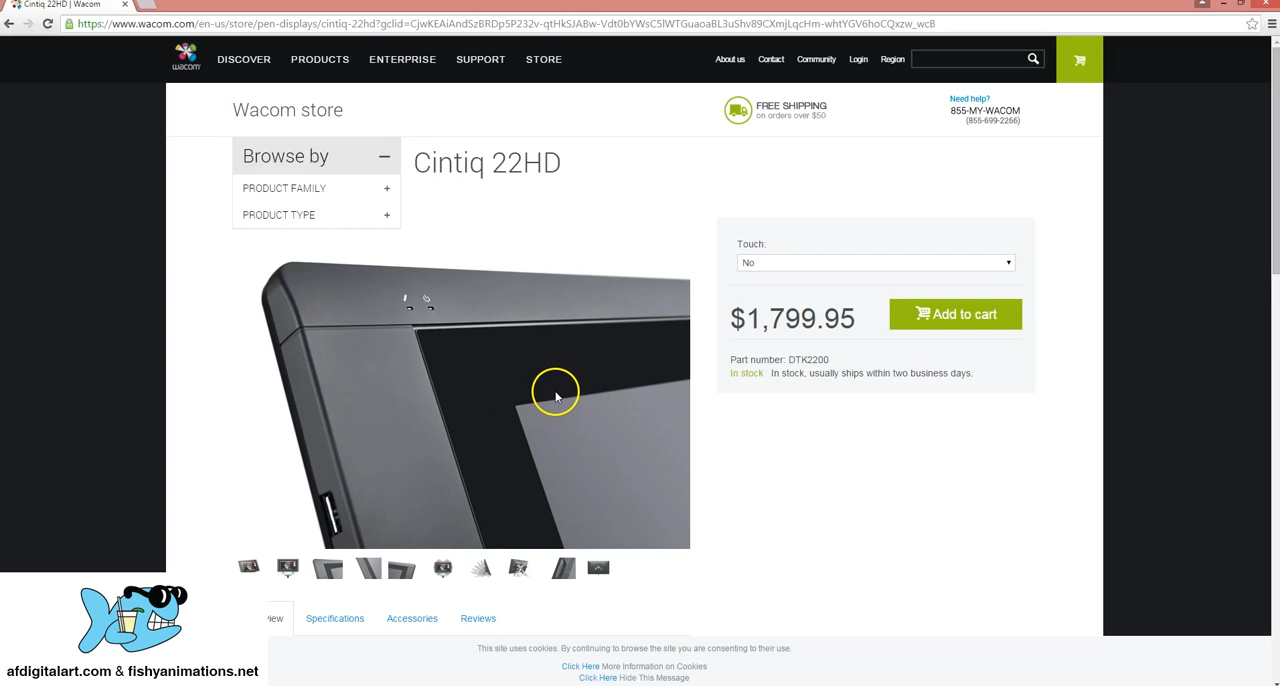 Cintiq 22HD | Wacom
https://www.wacom.com/en-us/store/pen-displays/cintiq-22hd?gclid=CjwKEAiAndSzBRDp5P232v-qtHkSJABw-Vdt0bYWsC5lWTGuaoaBL3uShv89CXmjLqcHm-whtYGV6hoCQxzw_wcB
wacom
DISCOVER PRODUCTS ENTERPRISE SUPPORT STORE
About us Contact Community Login Region
Wacom store
FREE SHIPPING
on orders over $50
Need help?
855-MY-WACOM
(855-699-2266)
Browse by
PRODUCT FAMILY +
PRODUCT TYPE +
Cintiq 22HD
Touch:
No
$1,799.95
Add to cart
Part number: DTK2200
In stock In stock, usually ships within two business days.
view Specifications Accessories Reviews
This site uses cookies. By continuing to browse the site you are consenting to their use.
Click Here More Information on Cookies
Click Here Hide This Message
afdigitalart.com & fishyanimations.net